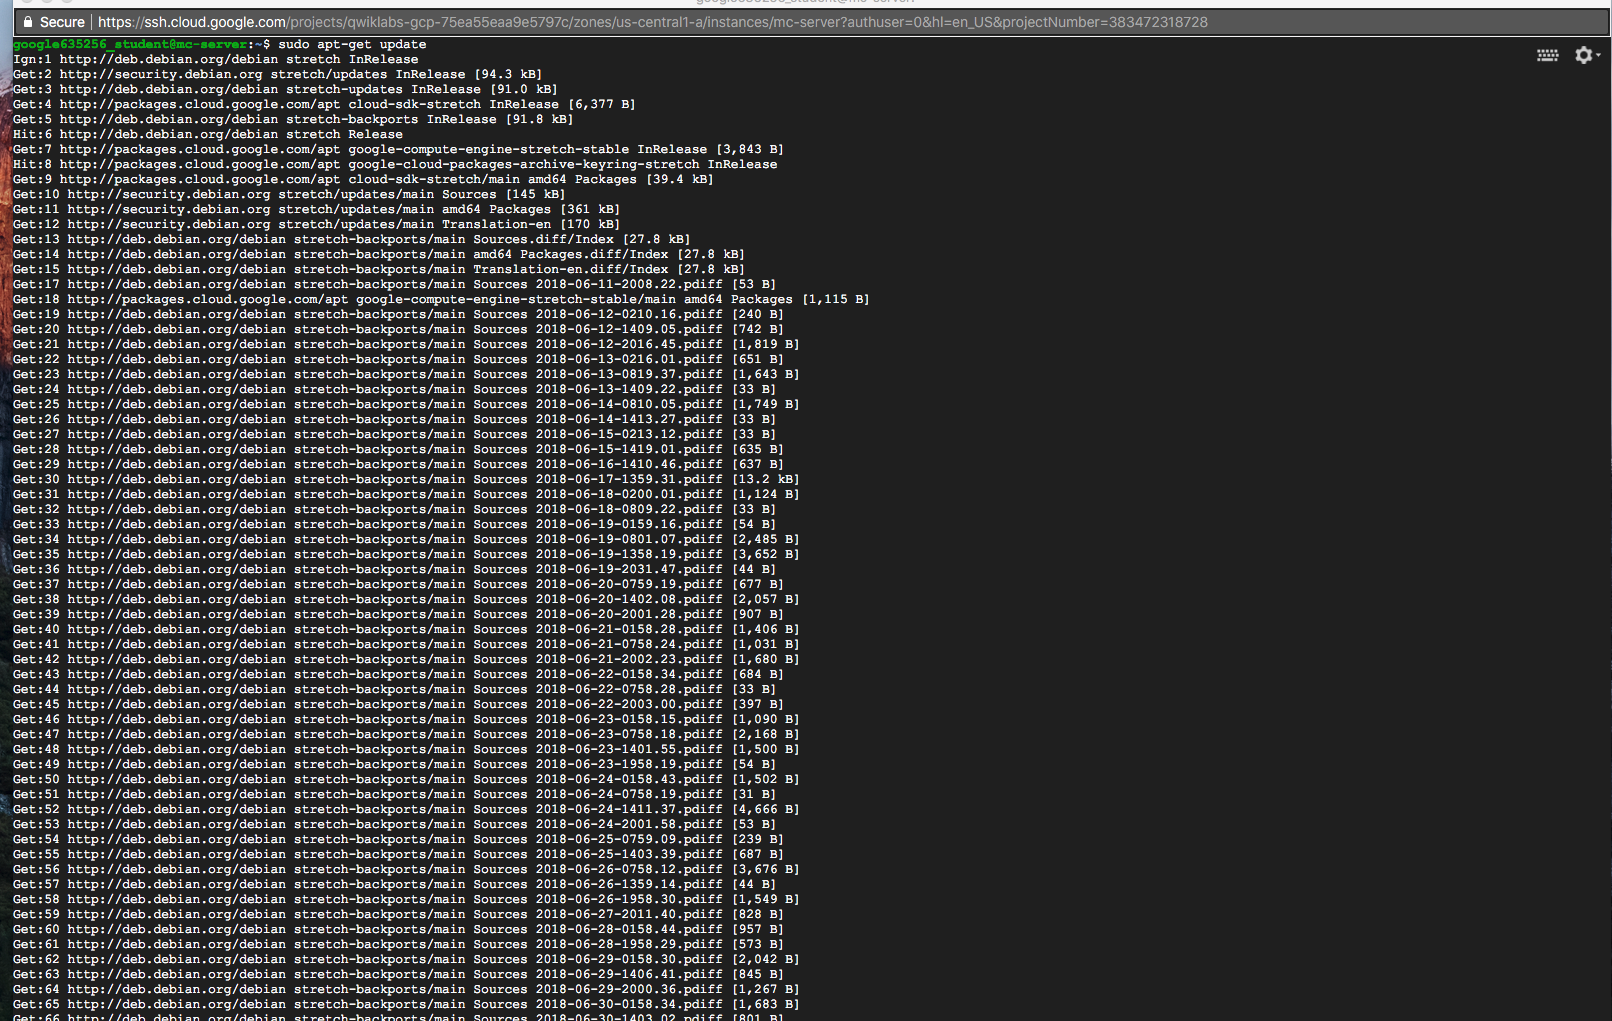 google635256_student@mc-server:
Secure | https://ssh.cloud.google.com/projects/qwiklabs-gcp-75ea55eaa9e5797c/zones/us-central1-a/instances/mc-server?authuser=0&hl=en_US&projectNumber=383472318728
google635256_student@mc-server:~$ sudo apt-get update
Ign:1 http://deb.debian.org/debian stretch InRelease
Get:2 http://security.debian.org stretch/updates InRelease [94.3 kB]
Get:3 http://deb.debian.org/debian stretch-updates InRelease [91.0 kB]
Get:4 http://packages.cloud.google.com/apt cloud-sdk-stretch InRelease [6,377 B]
Get:5 http://deb.debian.org/debian stretch-backports InRelease [91.8 kB]
Hit:6 http://deb.debian.org/debian stretch Release
Get:7 http://packages.cloud.google.com/apt google-compute-engine-stretch-stable InRelease [3,843 B]
Hit:8 http://packages.cloud.google.com/apt google-cloud-packages-archive-keyring-stretch InRelease
Get:9 http://packages.cloud.google.com/apt cloud-sdk-stretch/main amd64 Packages [39.4 kB]
Get:10 http://security.debian.org stretch/updates/main Sources [145 kB]
Get:11 http://security.debian.org stretch/updates/main amd64 Packages [361 kB]
Get:12 http://security.debian.org stretch/updates/main Translation-en [170 kB]
Get:13 http://deb.debian.org/debian stretch-backports/main Sources.diff/Index [27.8 kB]
Get:14 http://deb.debian.org/debian stretch-backports/main amd64 Packages.diff/Index [27.8 kB]
Get:15 http://deb.debian.org/debian stretch-backports/main Translation-en.diff/Index [27.8 kB]
Get:17 http://deb.debian.org/debian stretch-backports/main Sources 2018-06-11-2008.22.pdiff [53 B]
Get:18 http://packages.cloud.google.com/apt google-compute-engine-stretch-stable/main amd64 Packages [1,115 B]
Get:19 http://deb.debian.org/debian stretch-backports/main Sources 2018-06-12-0210.16.pdiff [240 B]
Get:20 http://deb.debian.org/debian stretch-backports/main Sources 2018-06-12-1409.05.pdiff [742 B]
Get:21 http://deb.debian.org/debian stretch-backports/main Sources 2018-06-12-2016.45.pdiff [1,819 B]
Get:22 http://deb.debian.org/debian stretch-backports/main Sources 2018-06-13-0216.01.pdiff [651 B]
Get:23 http://deb.debian.org/debian stretch-backports/main Sources 2018-06-13-0819.37.pdiff [1,643 B]
Get:24 http://deb.debian.org/debian stretch-backports/main Sources 2018-06-13-1409.22.pdiff [33 B]
Get:25 http://deb.debian.org/debian stretch-backports/main Sources 2018-06-14-0810.05.pdiff [1,749 B]
Get:26 http://deb.debian.org/debian stretch-backports/main Sources 2018-06-14-1413.27.pdiff [33 B]
Get:27 http://deb.debian.org/debian stretch-backports/main Sources 2018-06-15-0213.12.pdiff [33 B]
Get:28 http://deb.debian.org/debian stretch-backports/main Sources 2018-06-15-1419.01.pdiff [635 B]
Get:29 http://deb.debian.org/debian stretch-backports/main Sources 2018-06-16-1410.46.pdiff [637 B]
Get:30 http://deb.debian.org/debian stretch-backports/main Sources 2018-06-17-1359.31.pdiff [13.2 kB]
Get:31 http://deb.debian.org/debian stretch-backports/main Sources 2018-06-18-0200.01.pdiff [1,124 B]
Get:32 http://deb.debian.org/debian stretch-backports/main Sources 2018-06-18-0809.22.pdiff [33 B]
Get:33 http://deb.debian.org/debian stretch-backports/main Sources 2018-06-19-0159.16.pdiff [54 B]
Get:34 http://deb.debian.org/debian stretch-backports/main Sources 2018-06-19-0801.07.pdiff [2,485 B]
Get:35 http://deb.debian.org/debian stretch-backports/main Sources 2018-06-19-1358.19.pdiff [3,652 B]
Get:36 http://deb.debian.org/debian stretch-backports/main Sources 2018-06-19-2031.47.pdiff [44 B]
Get:37 http://deb.debian.org/debian stretch-backports/main Sources 2018-06-20-0759.19.pdiff [677 B]
Get:38 http://deb.debian.org/debian stretch-backports/main Sources 2018-06-20-1402.08.pdiff [2,057 B]
Get:39 http://deb.debian.org/debian stretch-backports/main Sources 2018-06-20-2001.28.pdiff [907 B]
Get:40 http://deb.debian.org/debian stretch-backports/main Sources 2018-06-21-0158.28.pdiff [1,406 B]
Get:41 http://deb.debian.org/debian stretch-backports/main Sources 2018-06-21-0758.24.pdiff [1,031 B]
Get:42 http://deb.debian.org/debian stretch-backports/main Sources 2018-06-21-2002.23.pdiff [1,680 B]
Get:43 http://deb.debian.org/debian stretch-backports/main Sources 2018-06-22-0158.34.pdiff [684 B]
Get:44 http://deb.debian.org/debian stretch-backports/main Sources 2018-06-22-0758.28.pdiff [33 B]
Get:45 http://deb.debian.org/debian stretch-backports/main Sources 2018-06-22-2003.00.pdiff [397 B]
Get:46 http://deb.debian.org/debian stretch-backports/main Sources 2018-06-23-0158.15.pdiff [1,090 B]
Get:47 http://deb.debian.org/debian stretch-backports/main Sources 2018-06-23-0758.18.pdiff [2,168 B]
Get:48 http://deb.debian.org/debian stretch-backports/main Sources 2018-06-23-1401.55.pdiff [1,500 B]
Get:49 http://deb.debian.org/debian stretch-backports/main Sources 2018-06-23-1958.19.pdiff [54 B]
Get:50 http://deb.debian.org/debian stretch-backports/main Sources 2018-06-24-0158.43.pdiff [1,502 B]
Get:51 http://deb.debian.org/debian stretch-backports/main Sources 2018-06-24-0758.19.pdiff [31 B]
Get:52 http://deb.debian.org/debian stretch-backports/main Sources 2018-06-24-1411.37.pdiff [4,666 B]
Get:53 http://deb.debian.org/debian stretch-backports/main Sources 2018-06-24-2001.58.pdiff [53 B]
Get:54 http://deb.debian.org/debian stretch-backports/main Sources 2018-06-25-0759.09.pdiff [239 B]
Get:55 http://deb.debian.org/debian stretch-backports/main Sources 2018-06-25-1403.39.pdiff [687 B]
Get:56 http://deb.debian.org/debian stretch-backports/main Sources 2018-06-26-0758.12.pdiff [3,676 B]
Get:57 http://deb.debian.org/debian stretch-backports/main Sources 2018-06-26-1359.14.pdiff [44 B]
Get:58 http://deb.debian.org/debian stretch-backports/main Sources 2018-06-26-1958.30.pdiff [1,549 B]
Get:59 http://deb.debian.org/debian stretch-backports/main Sources 2018-06-27-2011.40.pdiff [828 B]
Get:60 http://deb.debian.org/debian stretch-backports/main Sources 2018-06-28-0158.44.pdiff [957 B]
Get:61 http://deb.debian.org/debian stretch-backports/main Sources 2018-06-28-1958.29.pdiff [573 B]
Get:62 http://deb.debian.org/debian stretch-backports/main Sources 2018-06-29-0158.30.pdiff [2,042 B]
Get:63 http://deb.debian.org/debian stretch-backports/main Sources 2018-06-29-1406.41.pdiff [845 B]
Get:64 http://deb.debian.org/debian stretch-backports/main Sources 2018-06-29-2000.36.pdiff [1,267 B]
Get:65 http://deb.debian.org/debian stretch-backports/main Sources 2018-06-30-0158.34.pdiff [1,683 B]
Get:66 http://deb.debian.org/debian stretch-backports/main Sources 2018-06-30-1403.02.pdiff [801 B]